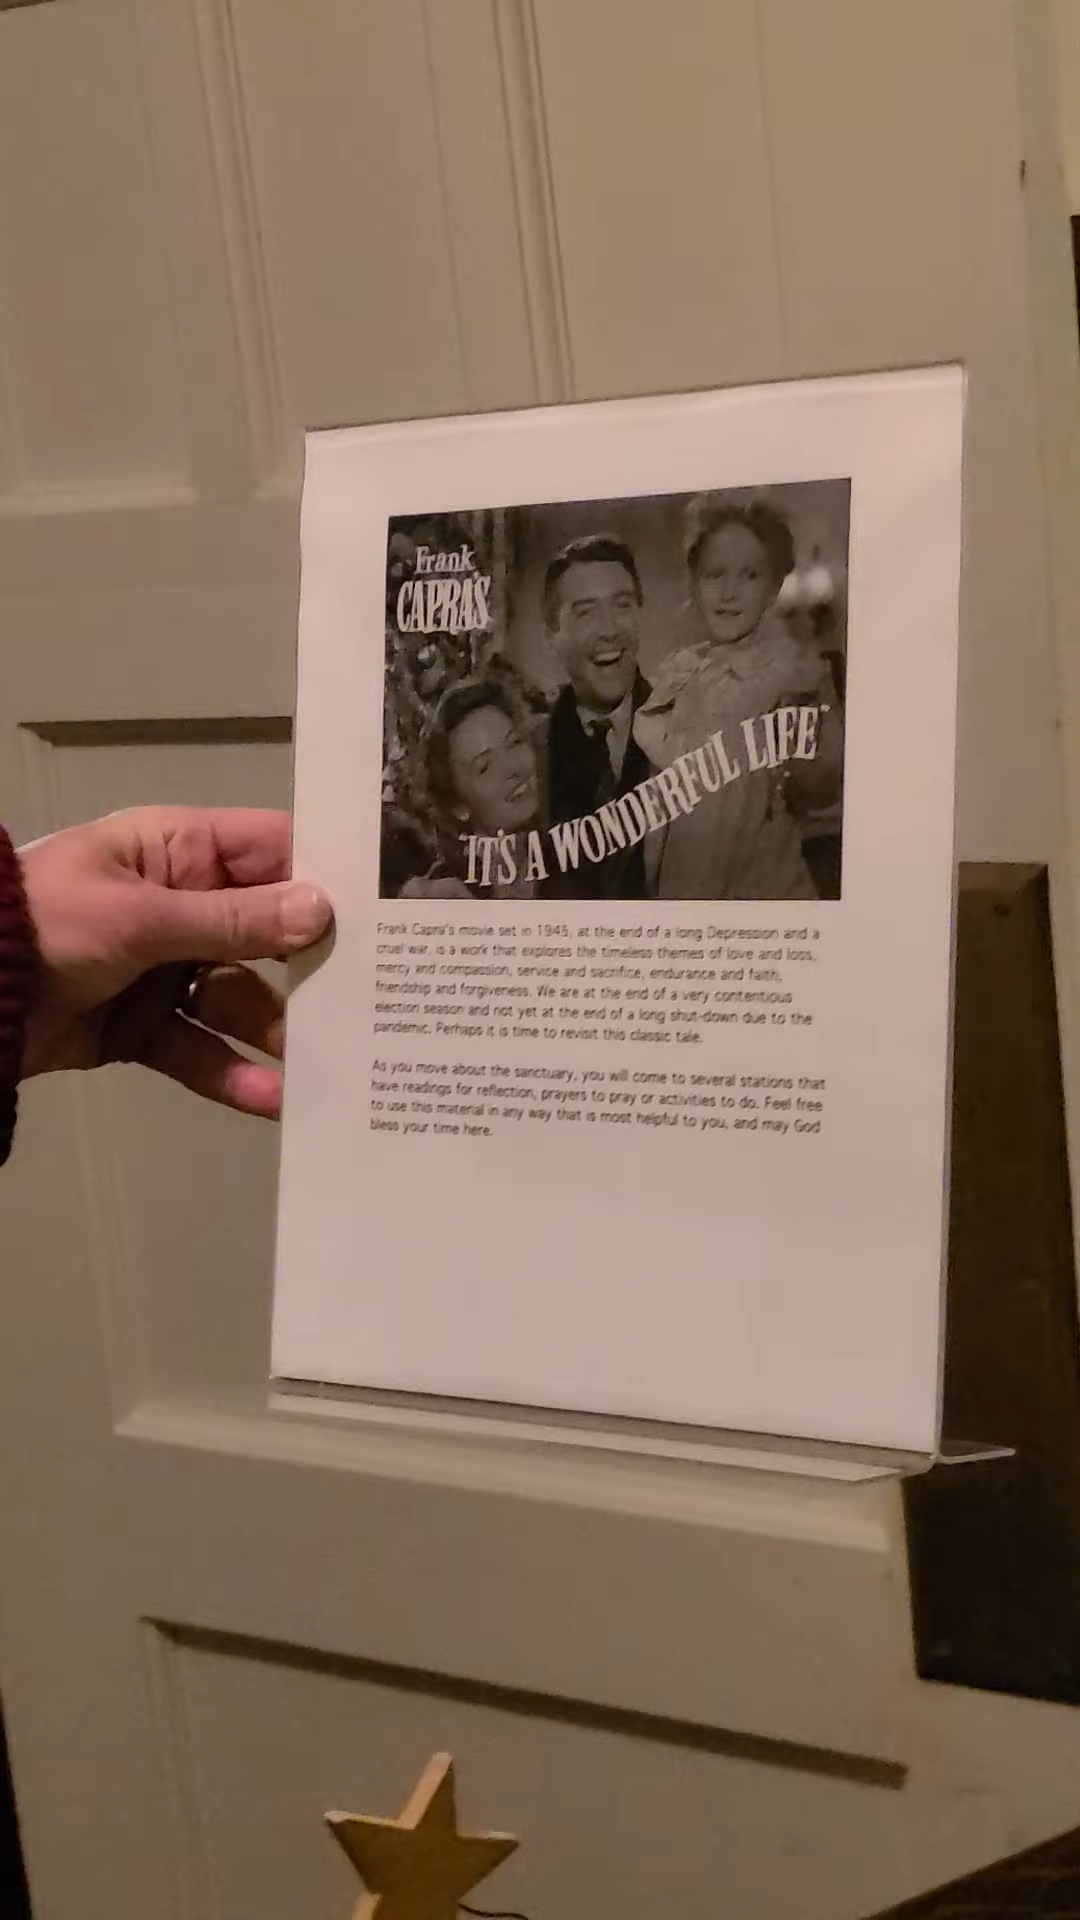 Frank
CAPRA'S
"IT'S A WONDERFUL LIFE"
Frank Capra's movie set in 1945, at the end of a long Depression and a
cruel war, is a work that explores the timeless themes of love and loss,
mercy and compassion, service and sacrifice, endurance and faith,
friendship and forgiveness. We are at the end of a very contentious
election season and not yet at the end of a long shut-down due to the
pandemic. Perhaps it is time to revisit this classic tale.
As you move about the sanctuary, you will come to several stations that
have readings for reflection, prayers to pray or activities to do. Feel free
to use this material in any way that is most helpful to you, and may God
bless your time here.